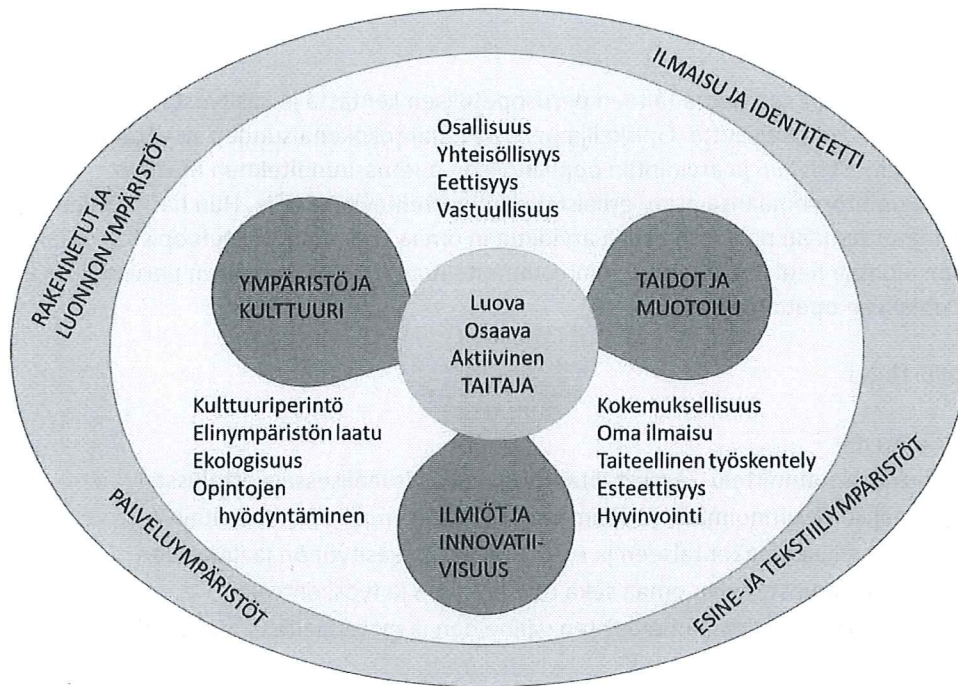 ILMAISU JA IDENTITEETTI
RAKENNETUT JA
LUONNON YMPÄRISTÖT
Osallisuus
Yhteisöllisyys
Eettisyys
Vastuullisuus
YMPÄRISTÖ JA
KULTTUURI
Luova
Osaava
Aktiivinen
TAITAJA
TAIDOT JA
MUOTOILU
Kulttuuriperintö
Elinympäristön laatu
Ekologisuus
Opintojen
hyödyntäminen
ILMIÖT JA
INNOVATII-
VISUUS
Kokemuksellisuus
Oma ilmaisu
Taiteellinen työskentely
Esteettisyys
Hyvinvointi
PALVELUYMPÄRISTÖT
ESINE- JA TEKSTIILIYMPÄRISTÖT